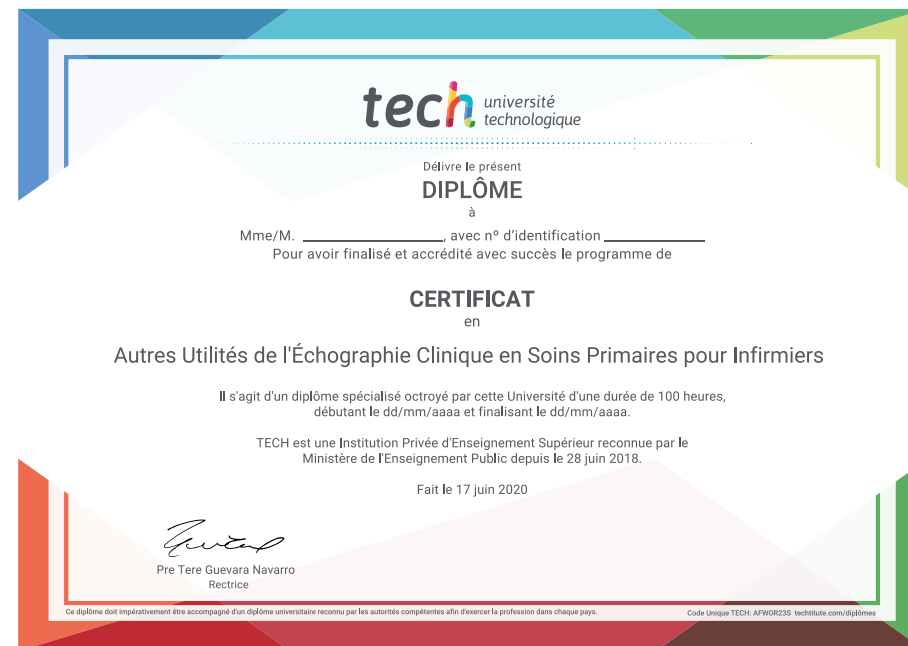 tech université
technologique
Délivre le présent
DIPLÔME
à
Mme/M. ____________________, avec nº d'identification ______________
Pour avoir finalisé et accrédité avec succès le programme de
CERTIFICAT
en
Autres Utilités de l'Échographie Clinique en Soins Primaires pour Infirmiers
Il s'agit d'un diplôme spécialisé octroyé par cette Université d'une durée de 100 heures,
débutant le dd/mm/aaaa et finalisant le dd/mm/aaaa.
TECH est une Institution Privée d'Enseignement Supérieur reconnue par le
Ministère de l'Enseignement Public depuis le 28 juin 2018.
Fait le 17 juin 2020
Pre Tere Guevara Navarro
Rectrice
Ce diplôme doit impérativement être accompagné d'un diplôme universitaire reconnu par les autorités compétentes afin d'exercer la profession dans chaque pays.
Code Unique TECH: AFWOR23S techtitute.com/diplômes